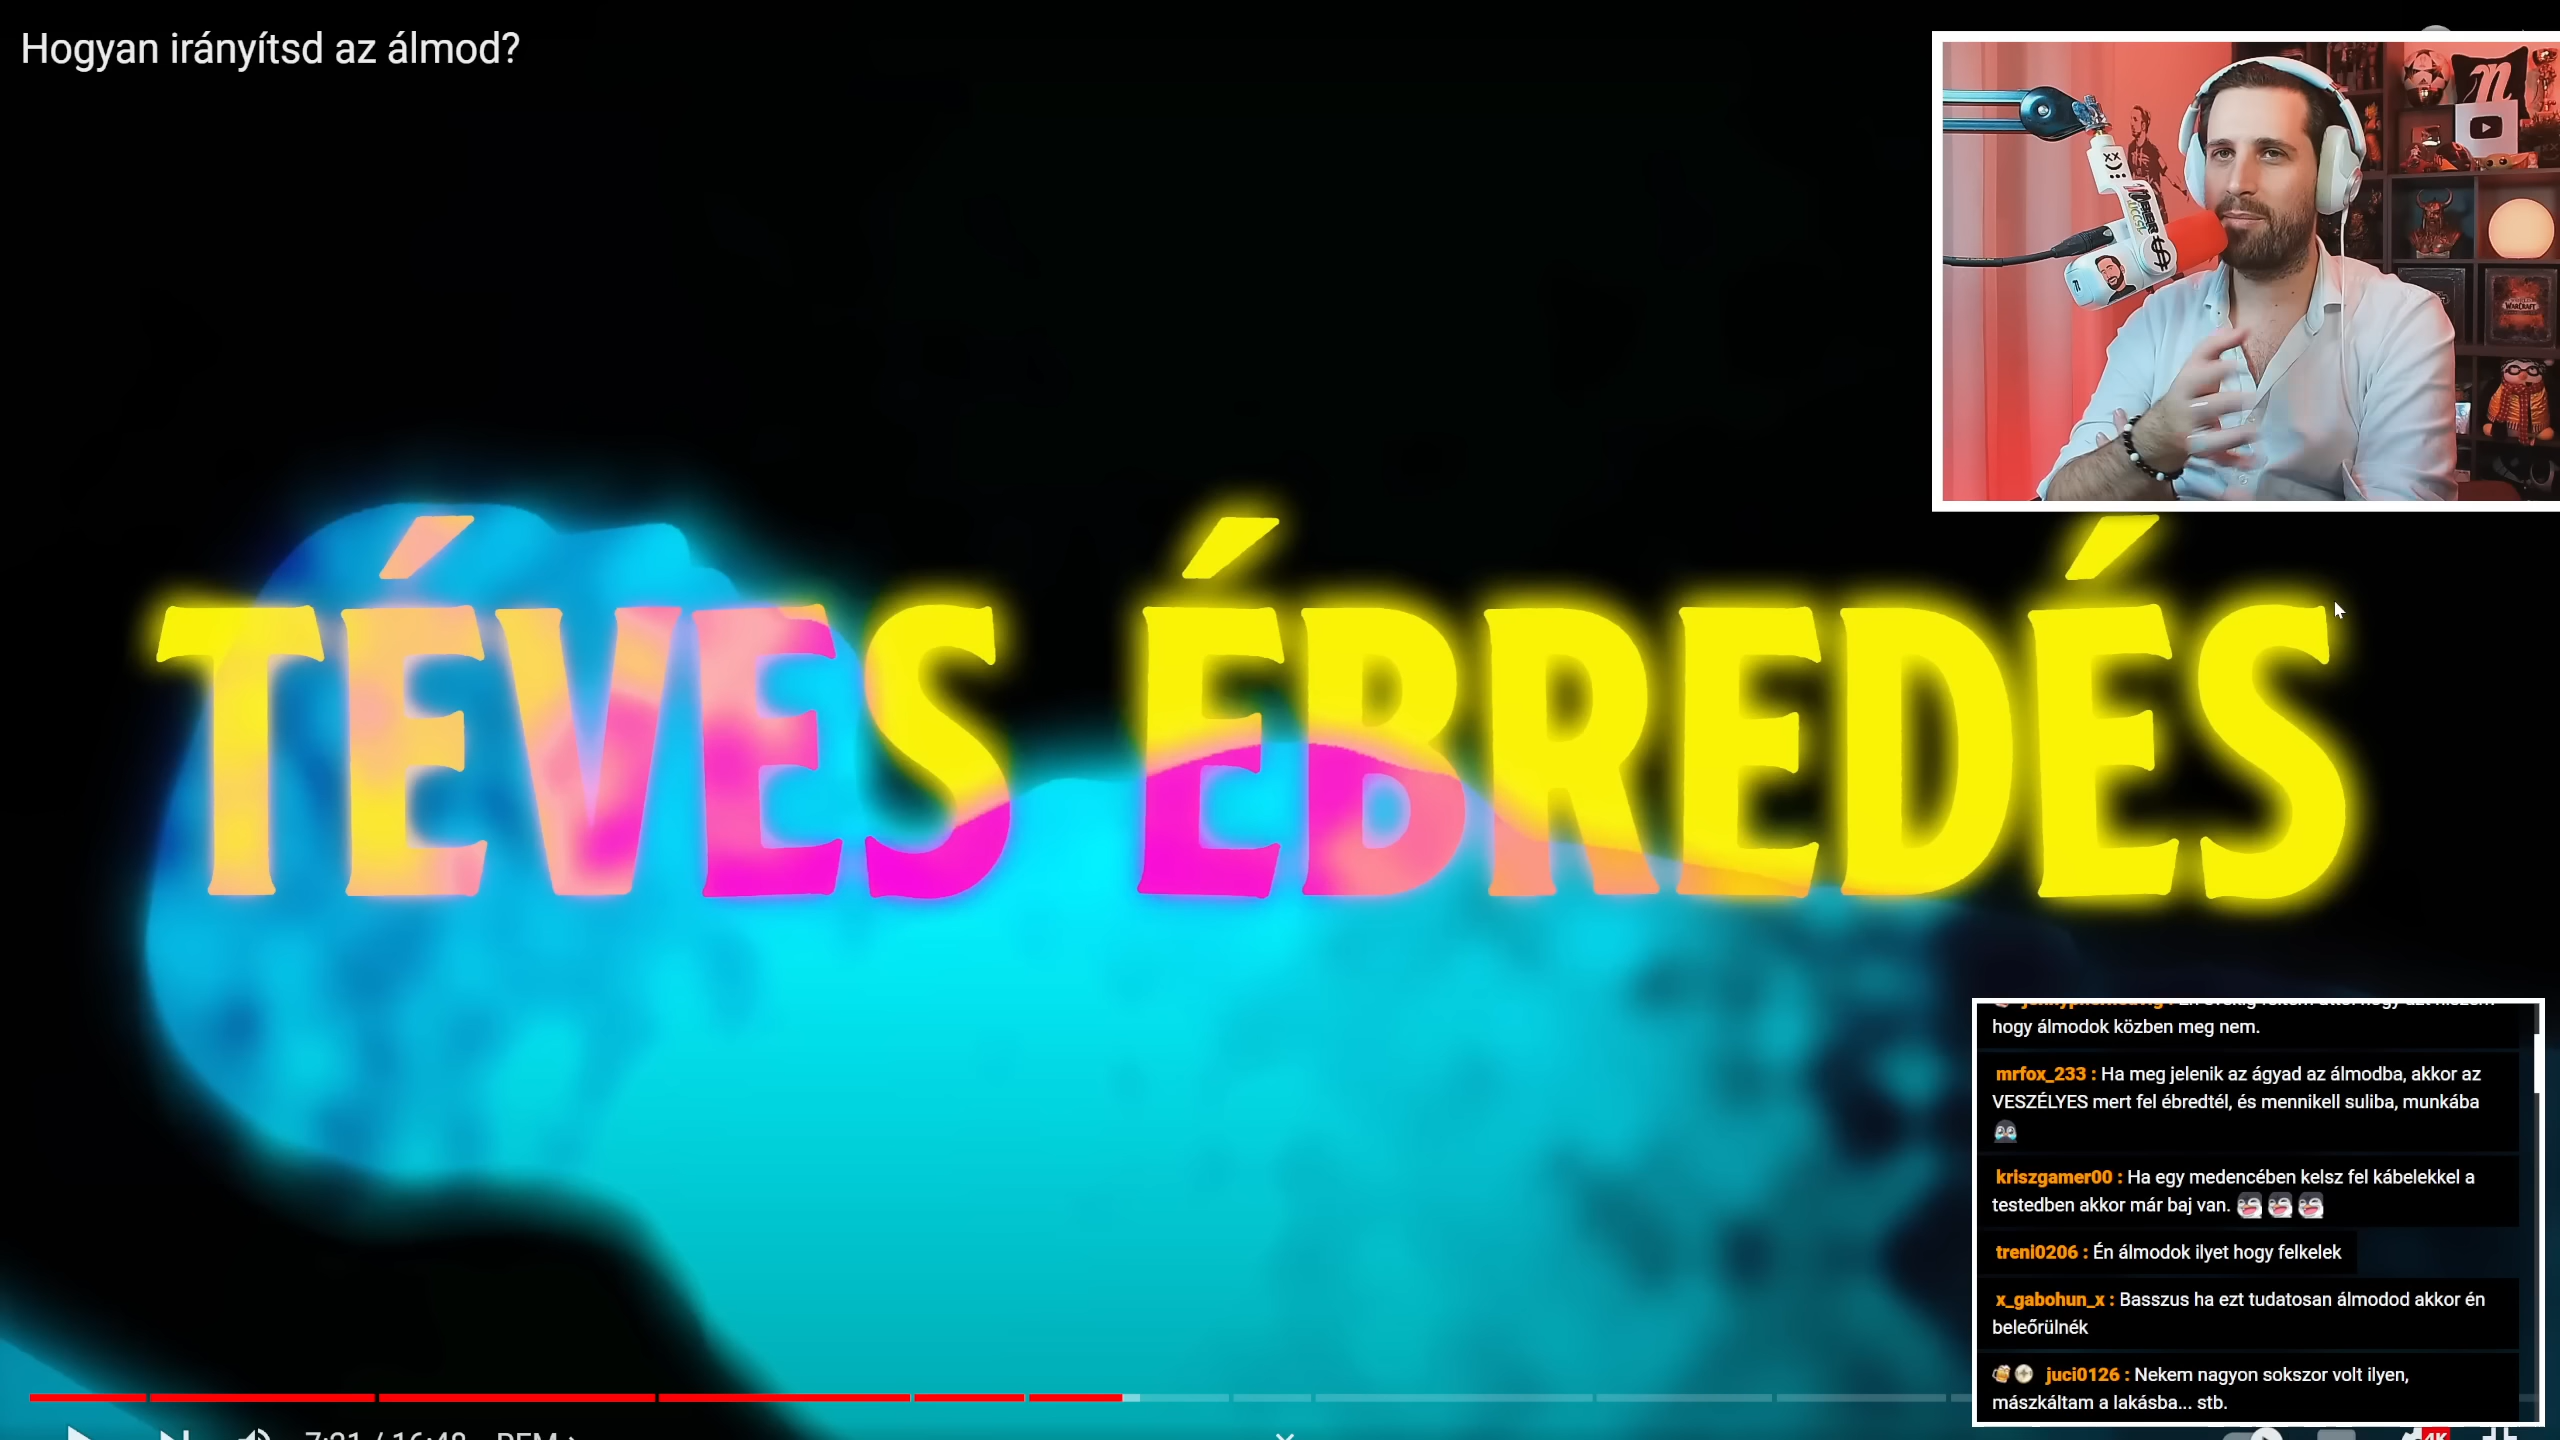 Hogyan irányítsd az álmod?
TÉVES ÉBREDÉS
hogy álmodok közben meg nem.
mrfox_233 : Ha meg jelenik az ágyad az álmodba, akkor az
VESZÉLYES mert fel ébredtél, és mennikell suliba, munkába
kriszgamer00 : Ha egy medencében kelsz fel kábelekkel a
testedben akkor már baj van.
treni0206 : Én álmodok ilyet hogy felkelek
x_gabohun_x : Basszus ha ezt tudatosan álmodod akkor én
beleőrülnék
juci0126 : Nekem nagyon sokszor volt ilyen,
mászkáltam a lakásba... stb.
4K